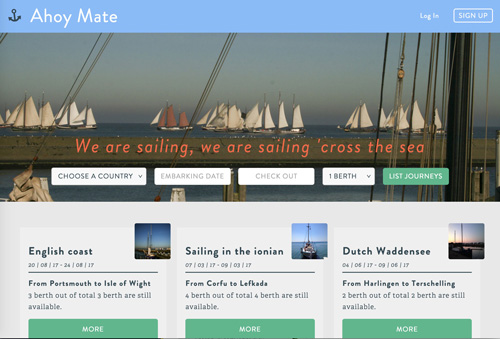 Ahoy Mate
Log In
SIGN UP
We are sailing, we are sailing 'cross the sea
CHOOSE A COUNTRY
EMBARKING DATE
CHECK OUT
1 BERTH
LIST JOURNEYS
English coast
20 | 08 | 17 - 24 | 08 | 17
From Portsmouth to Isle of Wight
3 berth out of total 3 berth are still
available.
MORE
Sailing in the ionian
07 | 03 | 17 - 09 | 03 | 17
From Corfu to Lefkada
4 berth out of total 4 berth are still
available.
MORE
Dutch Waddensee
04 | 06 | 17 - 09 | 06 | 17
From Harlingen to Terschelling
2 berth out of total 2 berth are still
available.
MORE